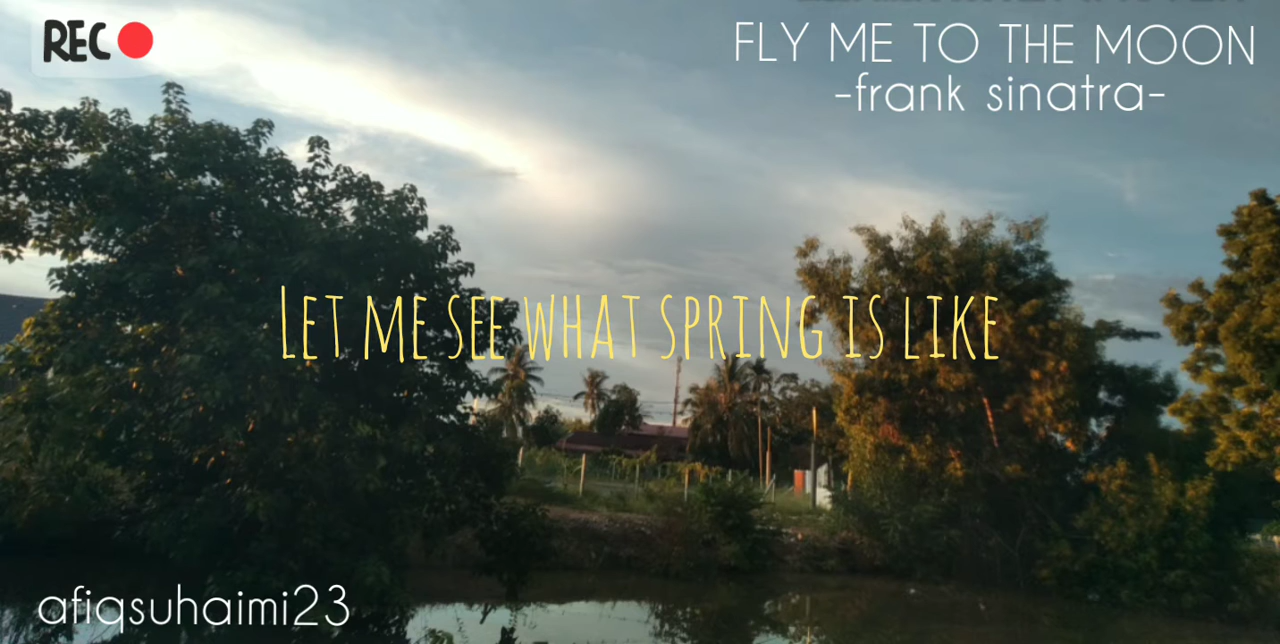 REC
FLY ME TO THE MOON
-frank sinatra-
LET ME SEE WHAT SPRING IS LIKE
afiqsuhaimi23